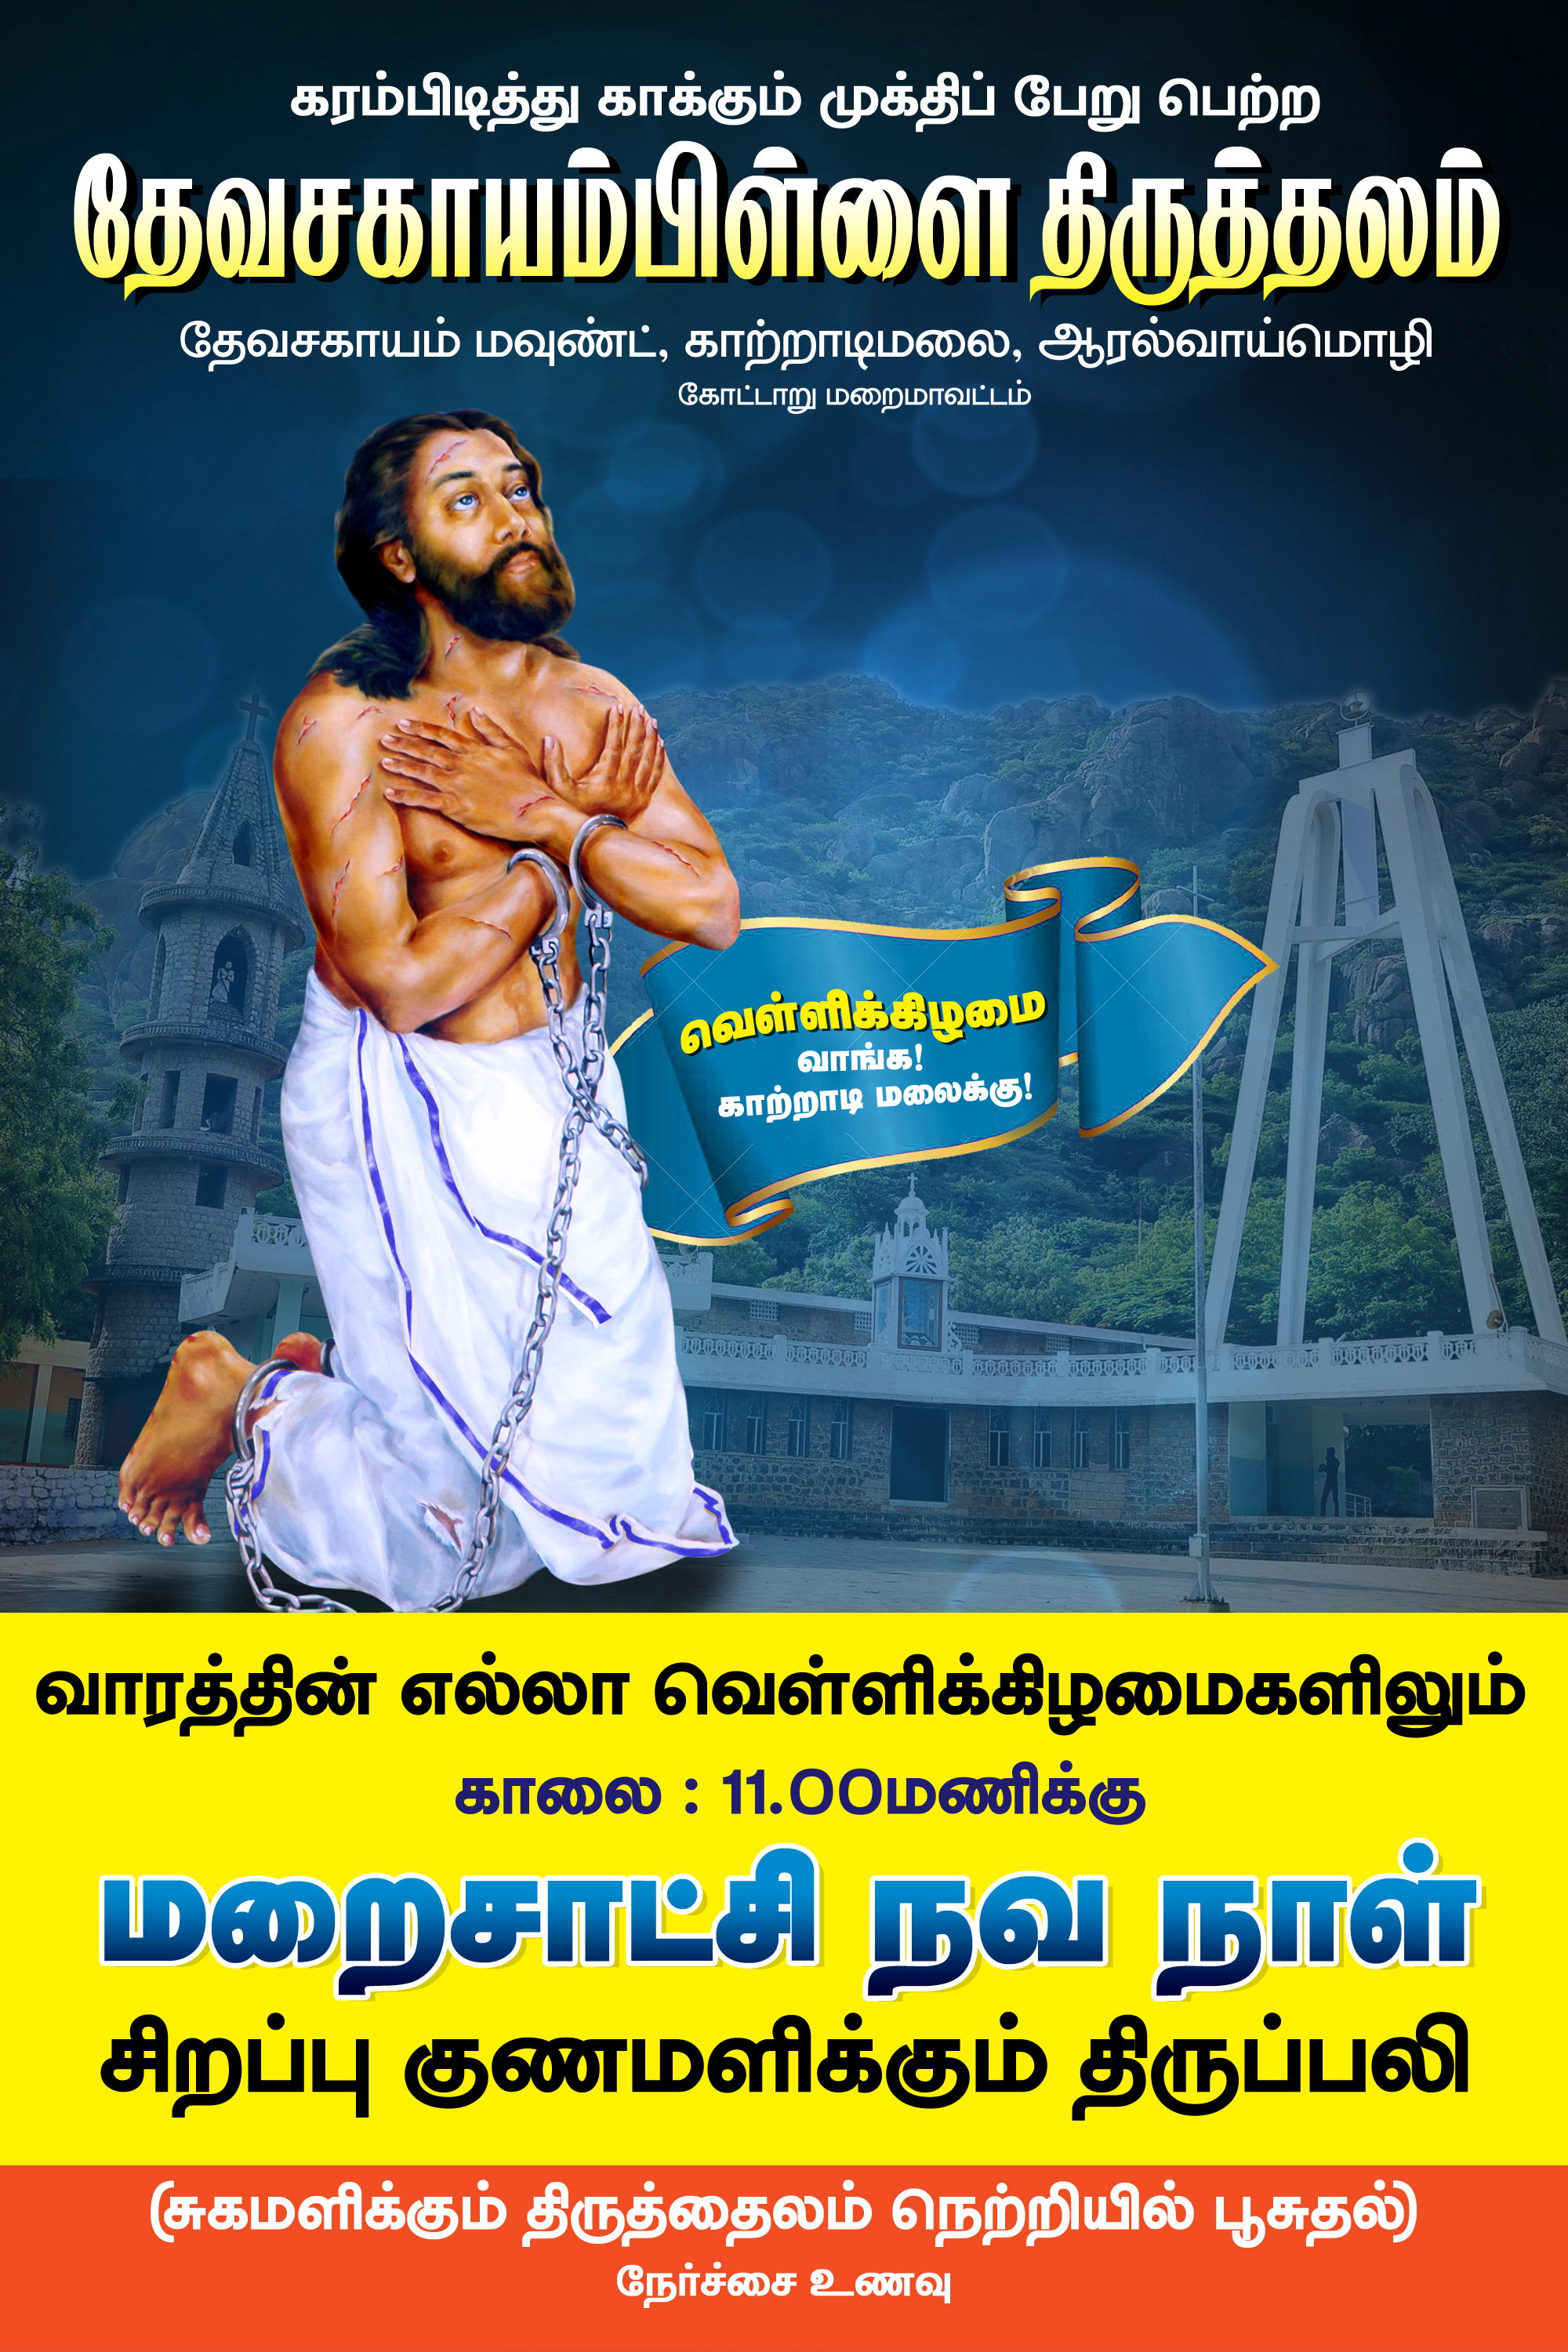 கரம்பிடித்து காக்கும் முக்திப் பேறு பெற்ற
தேவசகாயம்பிள்ளை திருத்தலம்
தேவசகாயம் மவுண்ட், காற்றாடிமலை, ஆரல்வாய்மொழி
கோட்டாறு மறைமாவட்டம்
வெள்ளிக்கிழமை
வாங்க!
காற்றாடி மலைக்கு!
வாரத்தின் எல்லா வெள்ளிக்கிழமைகளிலும்
காலை : 11.00மணிக்கு
மறைசாட்சி நவ நாள்
சிறப்பு குணமளிக்கும் திருப்பலி
(சுகமளிக்கும் திருத்தைலம் நெற்றியில் பூசுதல்)
நேர்ச்சை உணவு